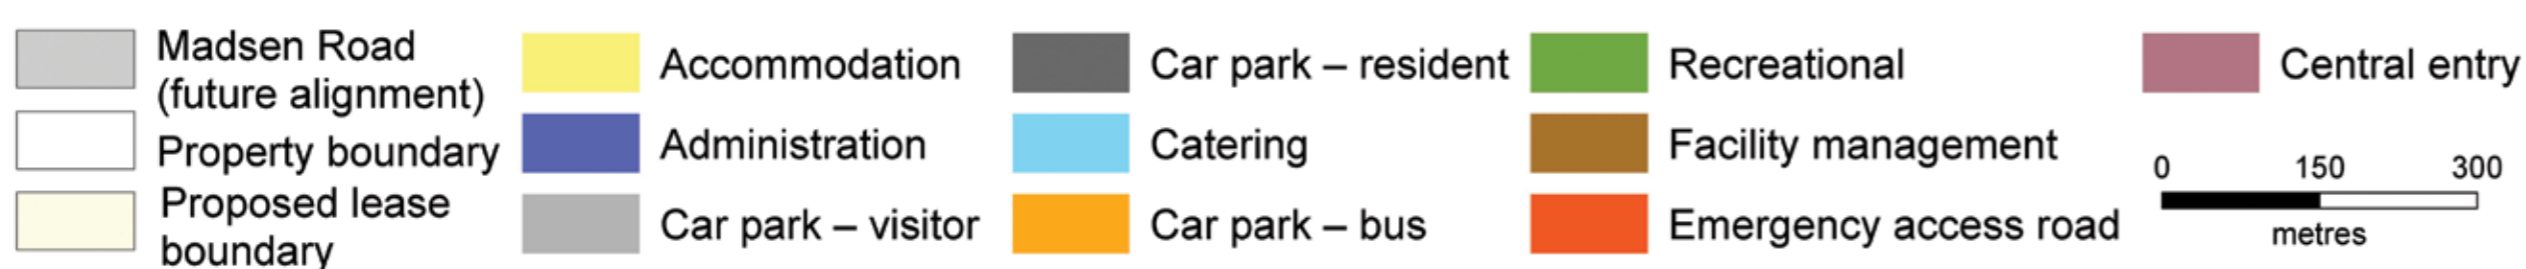 Madsen Road
(future alignment)
Property boundary
Proposed lease
boundary
Accommodation
Administration
Car park – visitor
Car park – resident
Catering
Car park – bus
Recreational
Facility management
Emergency access road
Central entry
0 150 300
metres